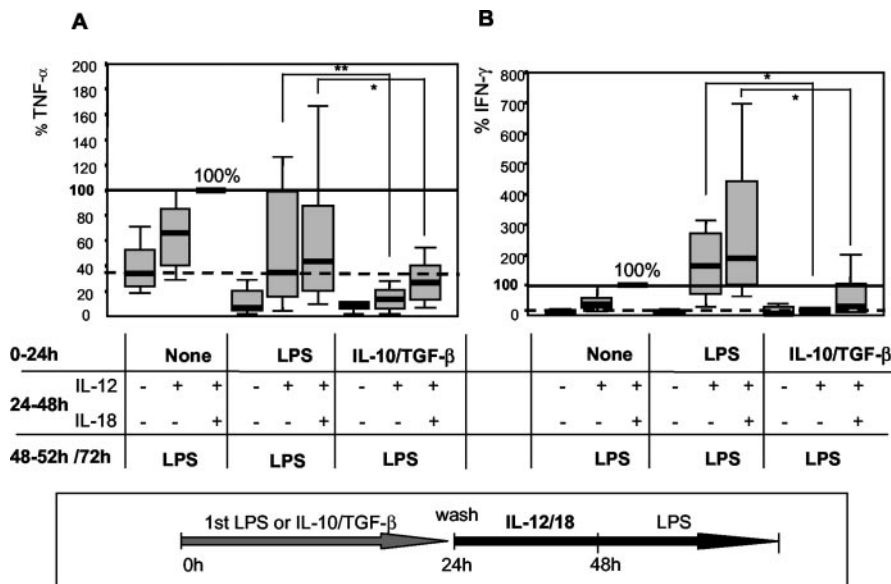 A
B
% TNF-α
200
180
160
140
120
100
80
60
40
20
0
100%
**
*
% IFN-γ
800
700
600
500
400
300
200
100
0
100%
*
*
0-24h None LPS IL-10/TGF-β None LPS IL-10/TGF-β
IL-12 - + + - + + - + + - + + - + + - + +
24-48h
IL-18 - - + - - + - - + - - + - - + - - +
48-52h /72h LPS LPS LPS LPS LPS LPS
1st LPS or IL-10/TGF-β wash IL-12/18 LPS
0h 24h 48h